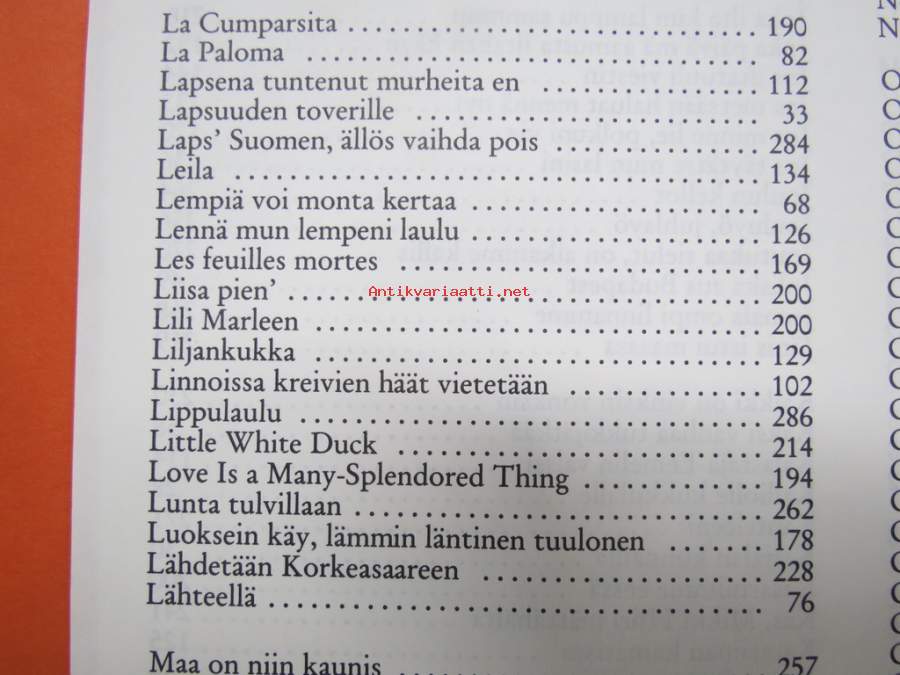 La Cumparsita ........................ 190
La Paloma ........................ 82
Lapsena tuntenut murheita en ............ 112
Lapsuuden toverille .................... 33
Laps' Suomen, ällös vaihda pois ............ 284
Leila ................................ 134
Lempiä voi monta kertaa ................ 68
Lennä mun lempeni laulu ................ 126
Les feuilles mortes .................... 169
Liisa pien' ............................ 200
Antikvariaatti.net
Lili Marleen ............................ 200
Liljankukka ............................ 129
Linnoissa kreivien häät vietetään ............ 102
Lippulaulu ............................ 286
Little White Duck .................... 214
Love Is a Many-Splendored Thing ............ 194
Lunta tulvillaan ........................ 262
Luoksein käy, lämmin läntinen tuulonen ....... 178
Lähdetään Korkeasaareen ................ 228
Lähteellä ............................ 76
Maa on niin kaunis .................... 257